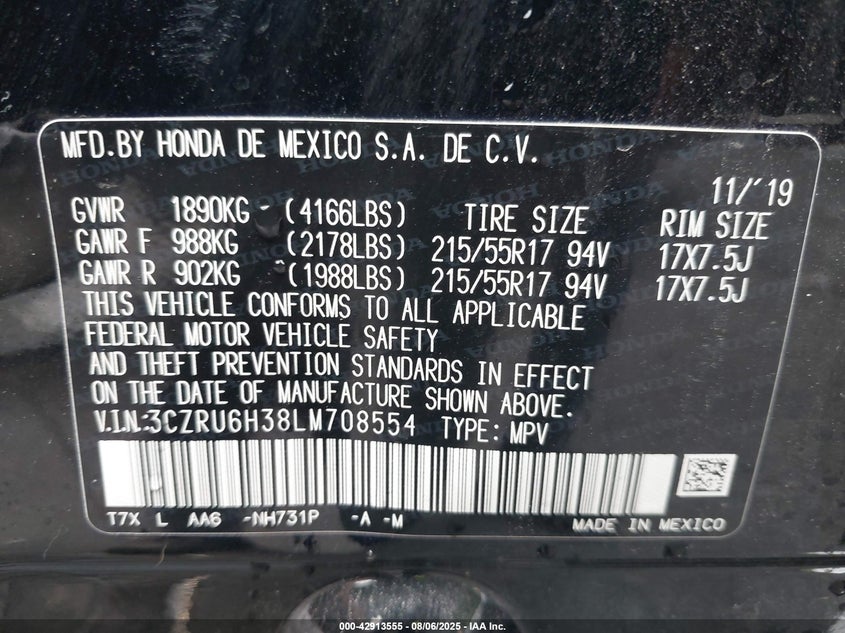 MFD.BY HONDA DE MEXICO S.A. DE C.V.
11/'19
GVWR 1890KG (4166LBS) TIRE SIZE RIM SIZE
GAWR F 988KG (2178LBS) 215/55R17 94V 17X7.5J
GAWR R 902KG (1988LBS) 215/55R17 94V 17X7.5J
THIS VEHICLE CONFORMS TO ALL APPLICABLE
FEDERAL MOTOR VEHICLE SAFETY
AND THEFT PREVENTION STANDARDS IN EFFECT
ON THE DATE OF MANUFACTURE SHOWN ABOVE.
V.I.N:3CZRU6H38LM708554 TYPE: MPV
T7X L AA6 -NH731P -A -M MADE IN MEXICO
000-42913555 - 08/06/2025 - IAA Inc.